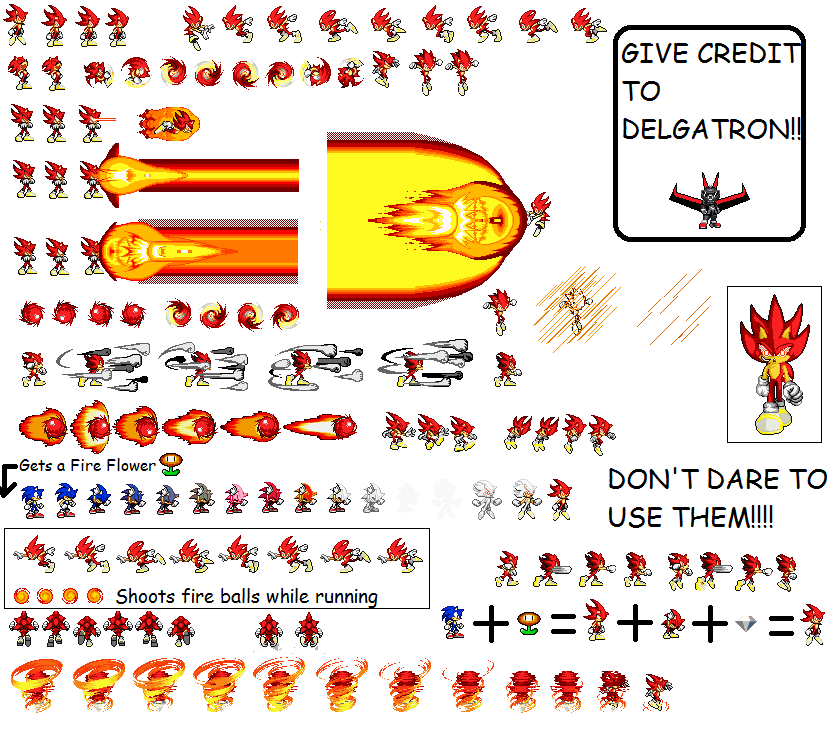 GIVE CREDIT
TO
DELGATRON!!
Gets a Fire Flower
DON'T DARE TO
USE THEM!!!!
Shoots fire balls while running
+ = + + =